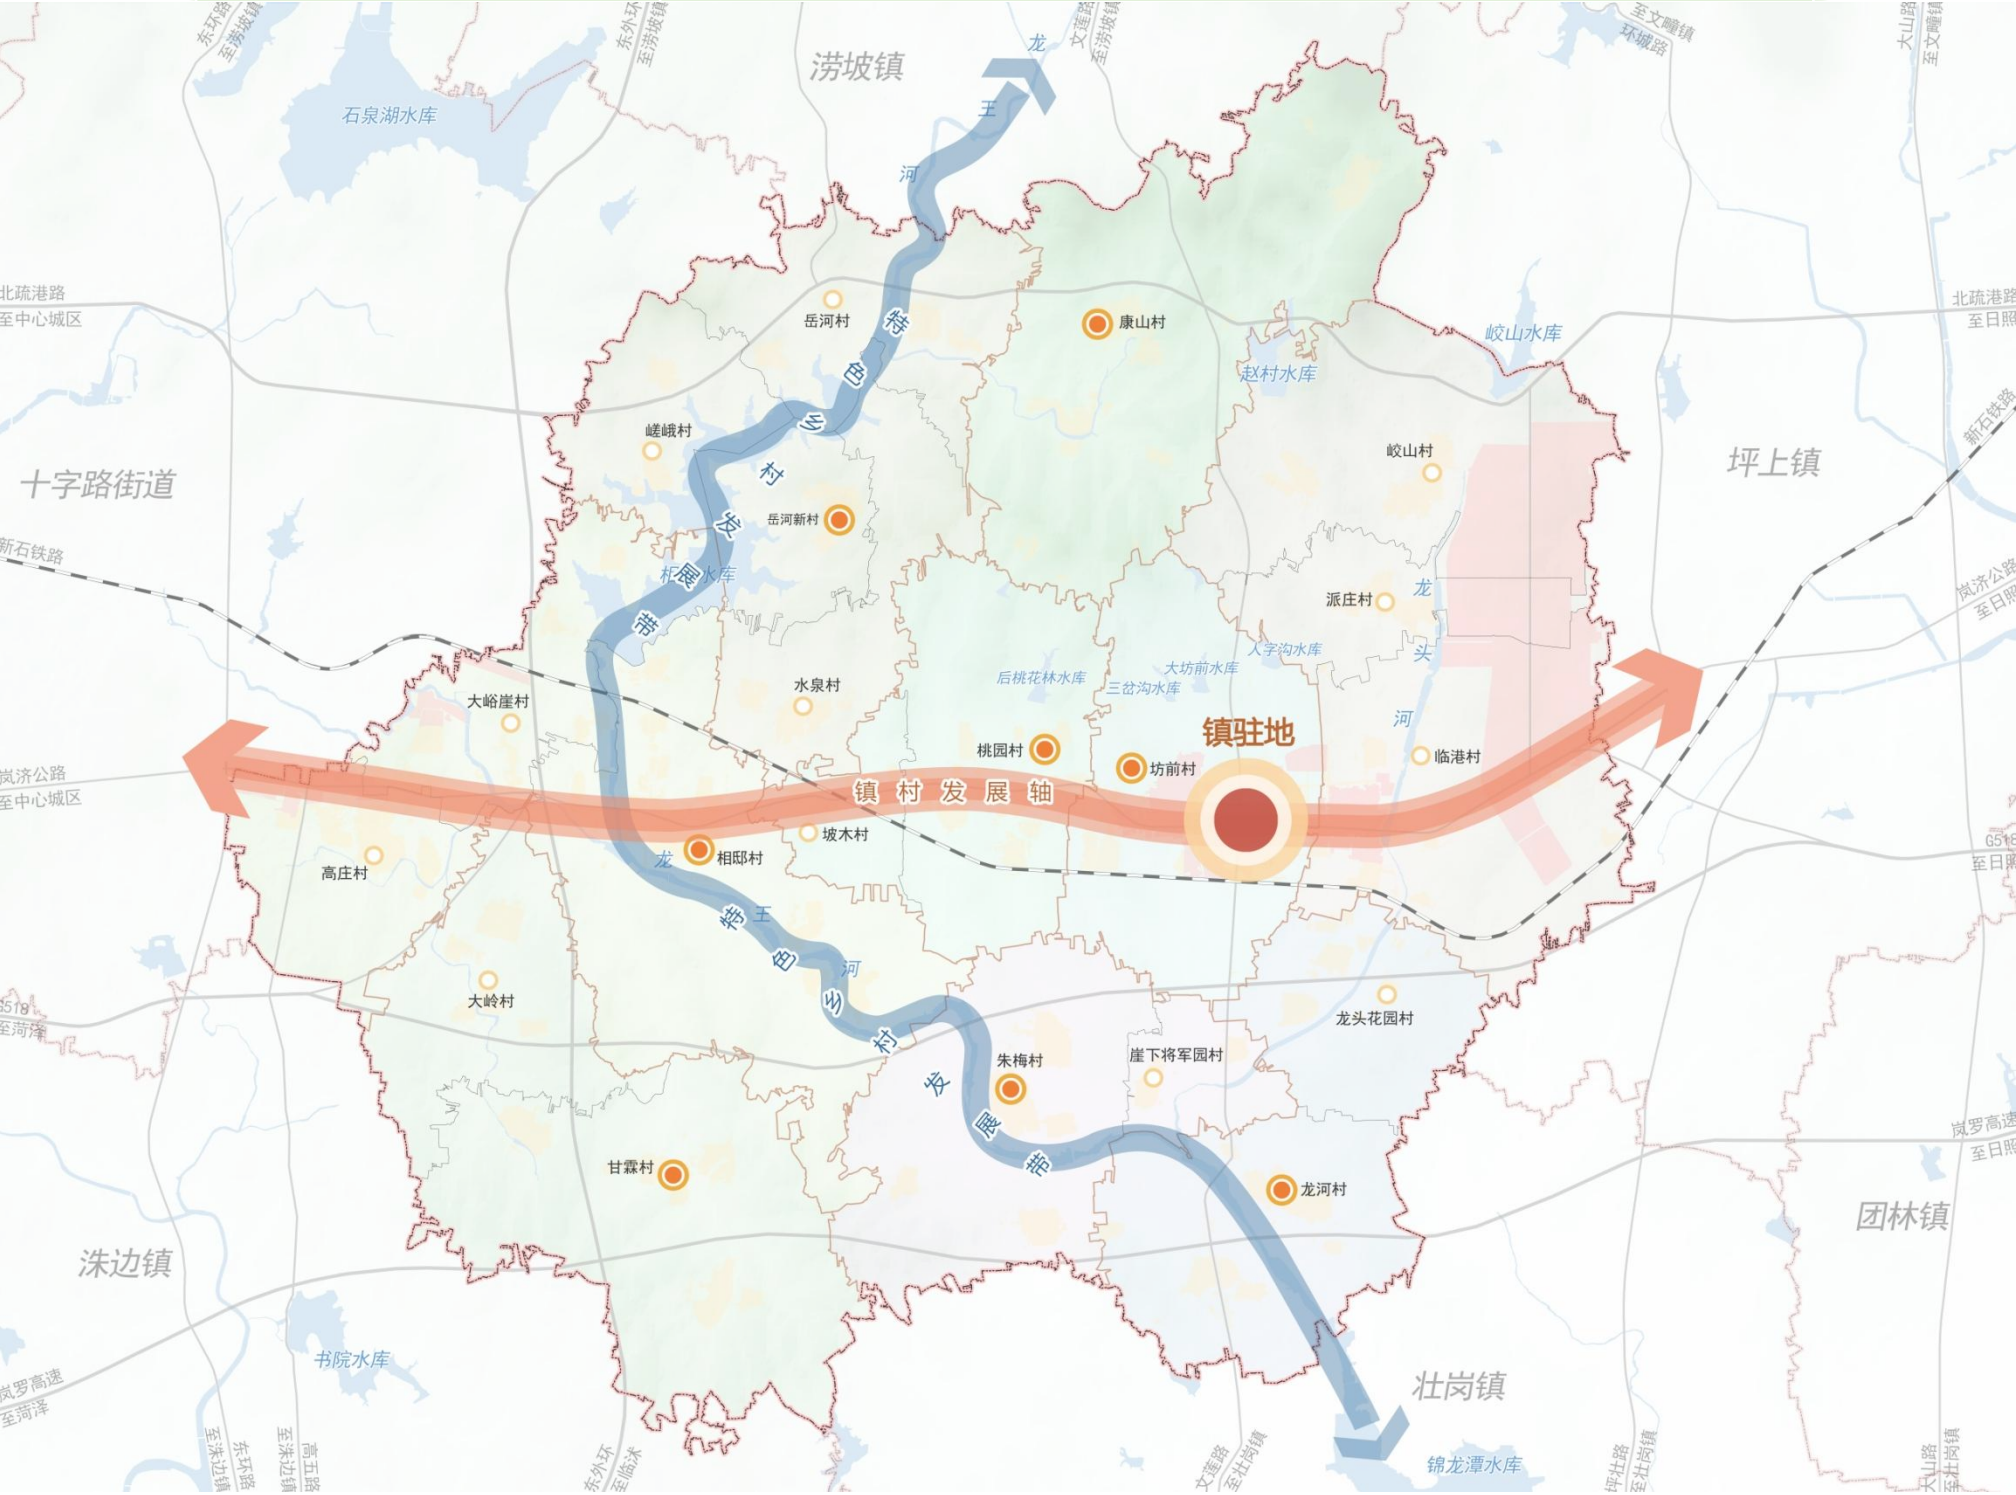 东环路
至涝坡镇
东外环
至涝坡镇
涝坡镇
龙
王
河
文莲路
至涝坡镇
至文疃镇
环城路
大山路
至文疃镇
石泉湖水库
北疏港路
至中心城区
岳河村
康山村
赵村水库
峤山水库
北疏港路
至日照
特
色
乡
村
发
展
带
嵯峨村
岳河新村
峤山村
十字路街道
坪上镇
新石铁路
新石铁路
水库
派庄村
龙
头
河
岚济公路
至日照
人字沟水库
大坊前水库
三岔沟水库
后桃花林水库
水泉村
大峪崖村
镇驻地
桃园村
坊前村
临港村
岚济公路
至中心城区
镇村发展轴
坡木村
相邸村
高庄村
龙
王
河
特
色
乡
村
发
展
带
G518
至日照
大岭村
G518
至菏泽
龙头花园村
朱梅村
崖下将军园村
甘霖村
龙河村
岚罗高速
至日照
洙边镇
团林镇
书院水库
壮岗镇
岚罗高速
至菏泽
锦龙潭水库
至洙边镇
东环路
至洙边镇
高五路
东外环
至临沭
文莲路
至壮岗镇
坪壮路
至壮岗镇
大山路
至壮岗镇